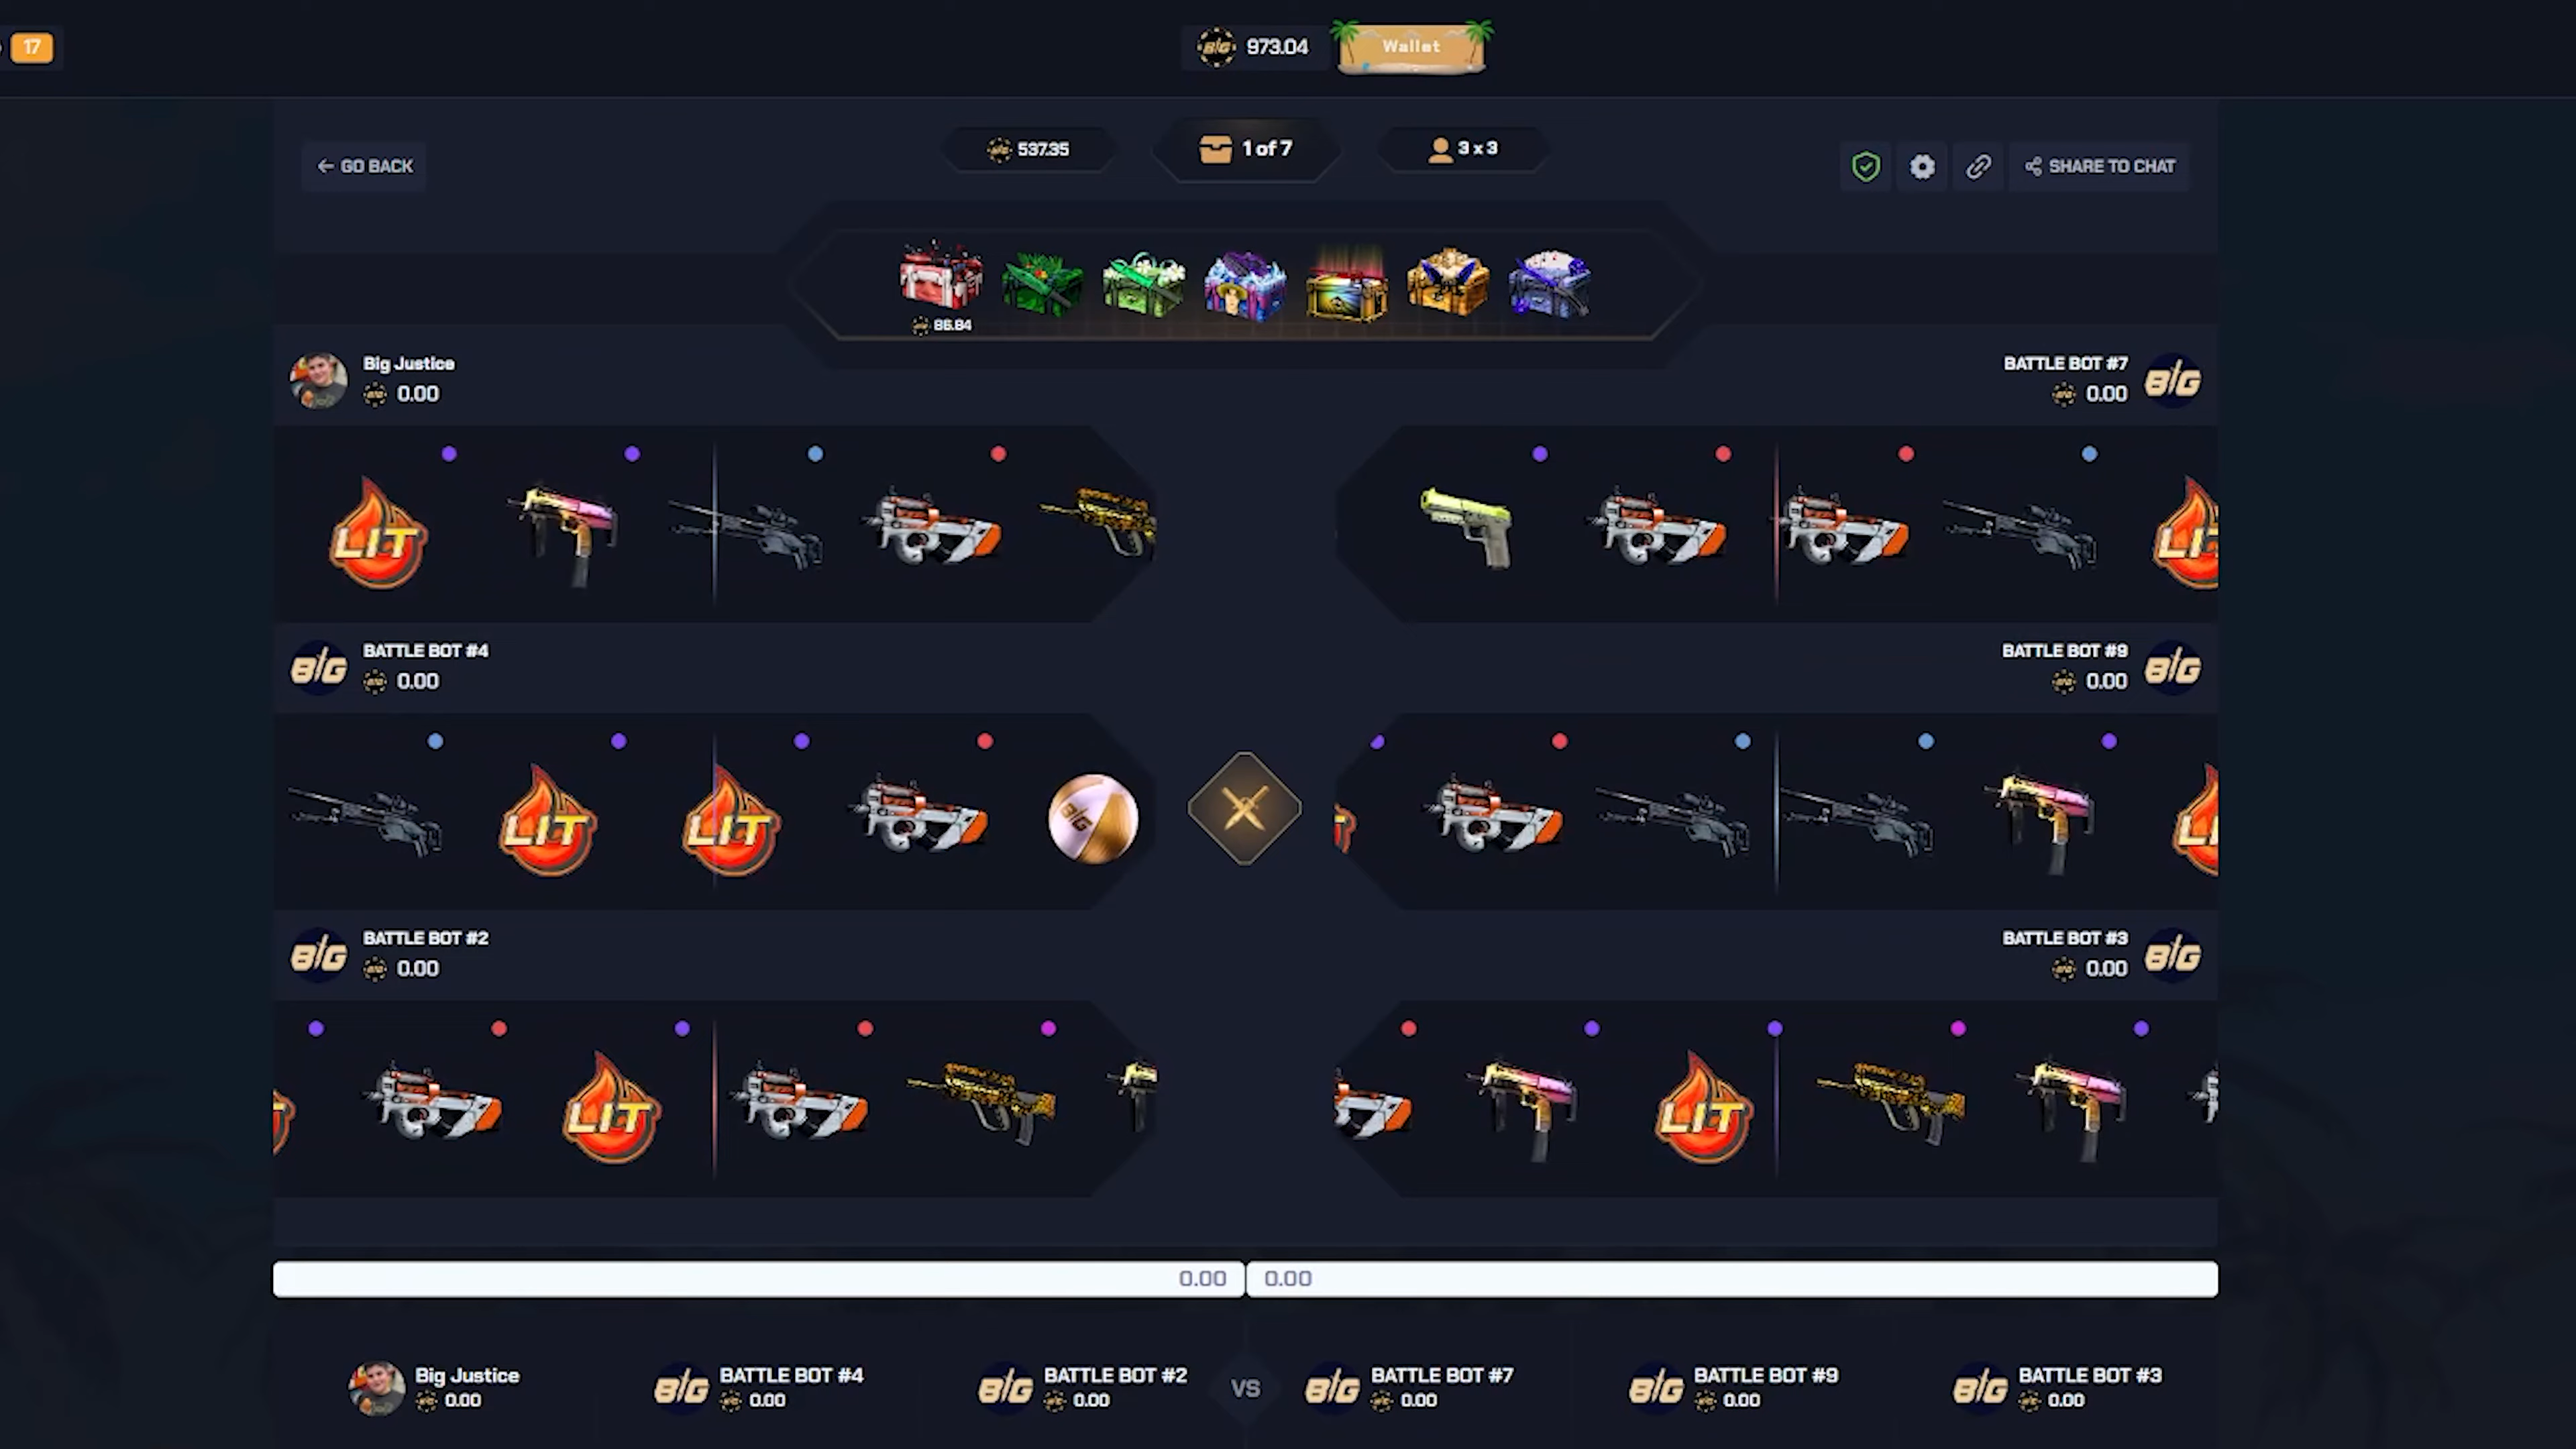 17
B/G 973.04 Wallet
GO BACK
537.35
1 of 7
3 x 3
SHARE TO CHAT
86.84
Big Justice
0.00
BATTLE BOT #7
0.00
B/G
LIT
LIT
B/G
BATTLE BOT #4
0.00
BATTLE BOT #9
0.00
B/G
LIT
LIT
B/G
B/G
BATTLE BOT #2
0.00
BATTLE BOT #3
0.00
B/G
LIT
LIT
0.00
0.00
Big Justice
0.00
B/G
BATTLE BOT #4
0.00
B/G
BATTLE BOT #2
0.00
VS
B/G
BATTLE BOT #7
0.00
B/G
BATTLE BOT #9
0.00
B/G
BATTLE BOT #3
0.00